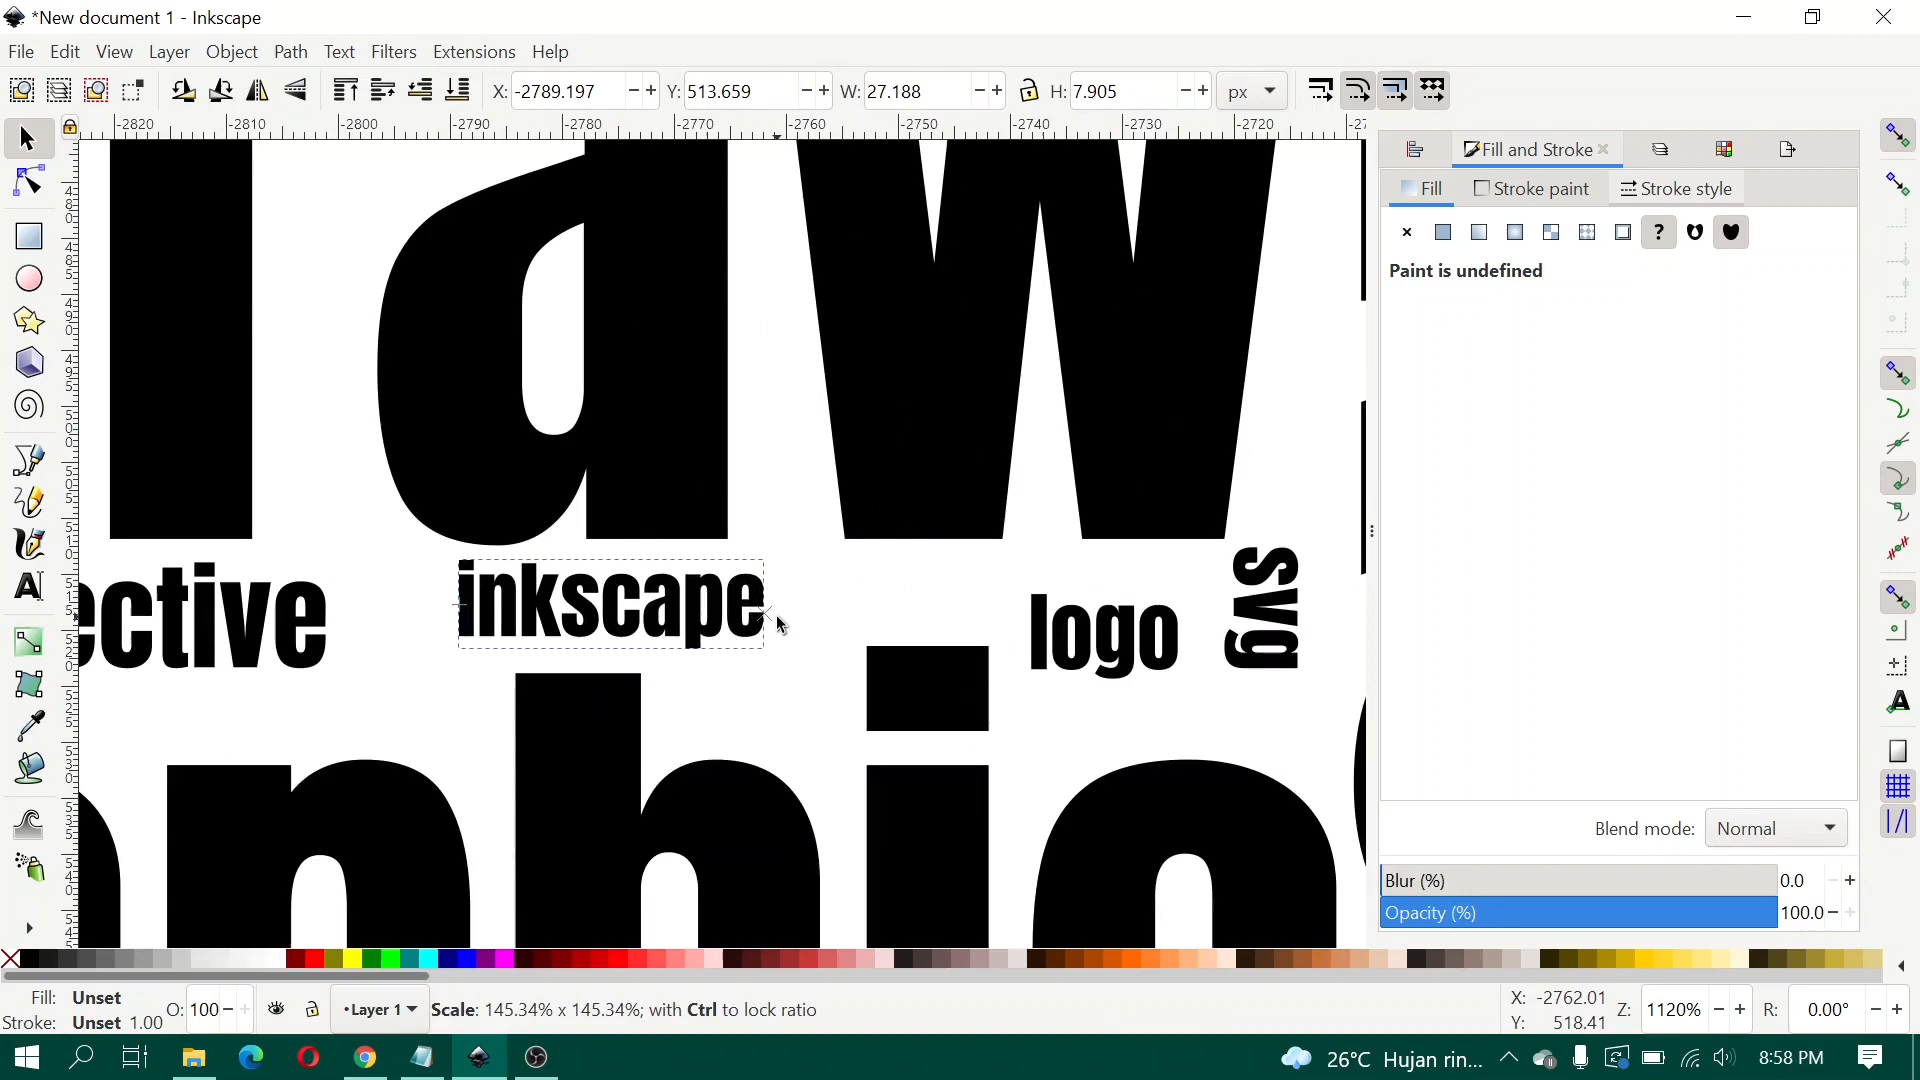 *New document 1 - Inkscape
File Edit View Layer Object Path Text Filters Extensions Help
X: -2789.197 Y: 513.659 W: 27.188 H: 7.905 px
-2820 -2810 -2800 -2790 -2780 -2770 -2760 -2750 -2740 -2730 -2720
Fill and Stroke
Fill Stroke paint Stroke style
Paint is undefined
raw
ective inkscape logo svg
phic
Blend mode: Normal
Blur (%) 0.0
Opacity (%) 100.0
Fill: Unset
Stroke: Unset 1.00
O: 100
•Layer 1
Scale: 145.34% x 145.34%; with Ctrl to lock ratio
X: -2762.01
Y: 518.41
Z: 1120% R: 0.00°
26°C Hujan rin... 8:58 PM